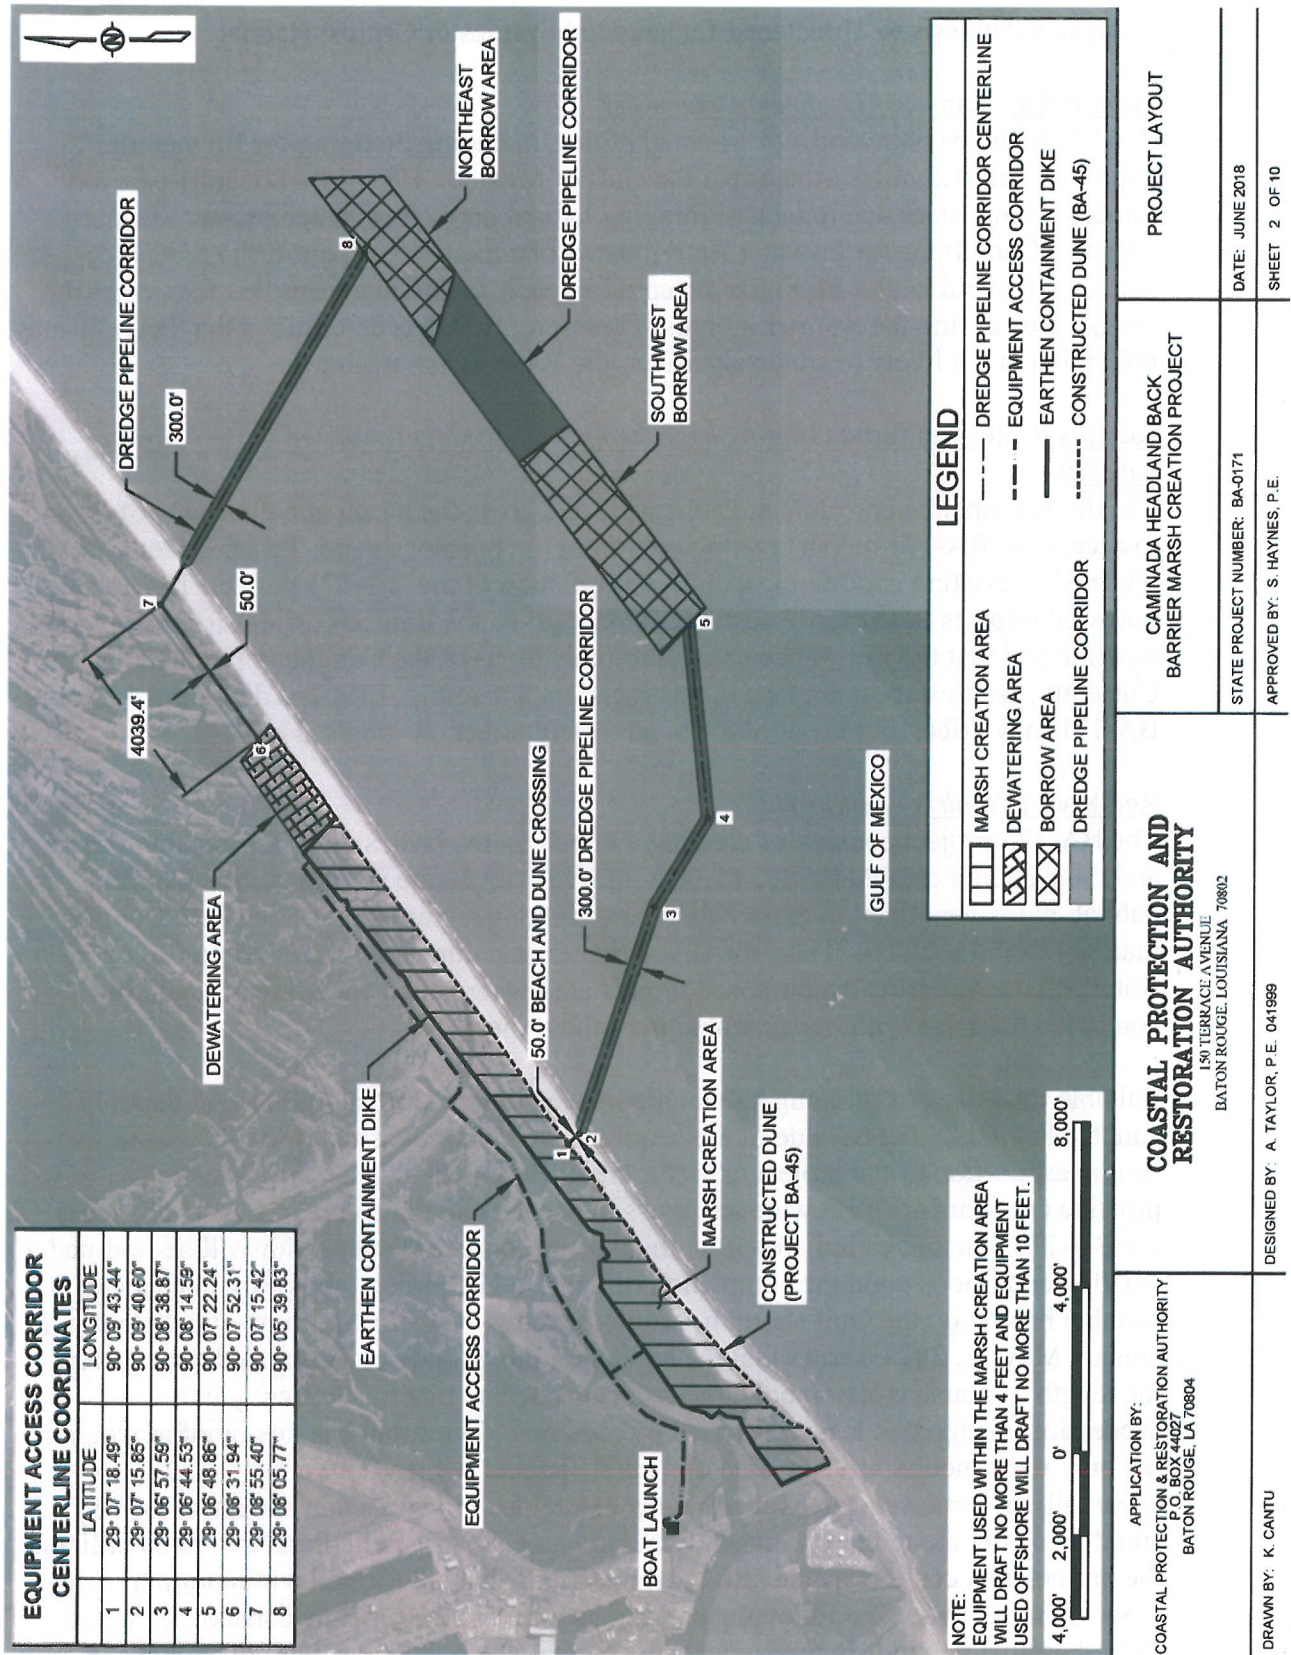 EQUIPMENT ACCESS CORRIDOR
CENTERLINE COORDINATES
LATITUDE LONGITUDE
1 29° 07' 18.49" 90° 09' 43.44"
2 29° 07' 15.85" 90° 09' 40.60"
3 29° 06' 57.59" 90° 08' 38.87"
4 29° 06' 44.53" 90° 08' 14.59"
5 29° 06' 48.86" 90° 07' 22.24"
6 29° 08' 31.94" 90° 07' 52.31"
7 29° 08' 55.40" 90° 07' 15.42"
8 29° 08' 05.77" 90° 05' 39.83"
N
DREDGE PIPELINE CORRIDOR
300.0'
8
NORTHEAST
BORROW AREA
DREDGE PIPELINE CORRIDOR
7
50.0'
4039.4'
6
DEWATERING AREA
SOUTHWEST
BORROW AREA
5
EARTHEN CONTAINMENT DIKE
50.0' BEACH AND DUNE CROSSING
300.0' DREDGE PIPELINE CORRIDOR
4
3
1
2
EQUIPMENT ACCESS CORRIDOR
MARSH CREATION AREA
GULF OF MEXICO
BOAT LAUNCH
CONSTRUCTED DUNE
(PROJECT BA-45)
LEGEND
MARSH CREATION AREA
DEWATERING AREA
BORROW AREA
DREDGE PIPELINE CORRIDOR
DREDGE PIPELINE CORRIDOR CENTERLINE
EQUIPMENT ACCESS CORRIDOR
EARTHEN CONTAINMENT DIKE
CONSTRUCTED DUNE (BA-45)
NOTE:
EQUIPMENT USED WITHIN THE MARSH CREATION AREA
WILL DRAFT NO MORE THAN 4 FEET AND EQUIPMENT
USED OFFSHORE WILL DRAFT NO MORE THAN 10 FEET.
4,000' 2,000' 0' 4,000' 8,000'
APPLICATION BY:
COASTAL PROTECTION & RESTORATION AUTHORITY
P.O. BOX 44027
BATON ROUGE, LA 70804
DRAWN BY: K. CANTU
COASTAL PROTECTION AND
RESTORATION AUTHORITY
150 TERRACE AVENUE
BATON ROUGE, LOUISIANA 70802
DESIGNED BY: A. TAYLOR, P.E. 041999
CAMINADA HEADLAND BACK
BARRIER MARSH CREATION PROJECT
STATE PROJECT NUMBER: BA-0171
APPROVED BY: S. HAYNES, P.E.
PROJECT LAYOUT
DATE: JUNE 2018
SHEET 2 OF 10